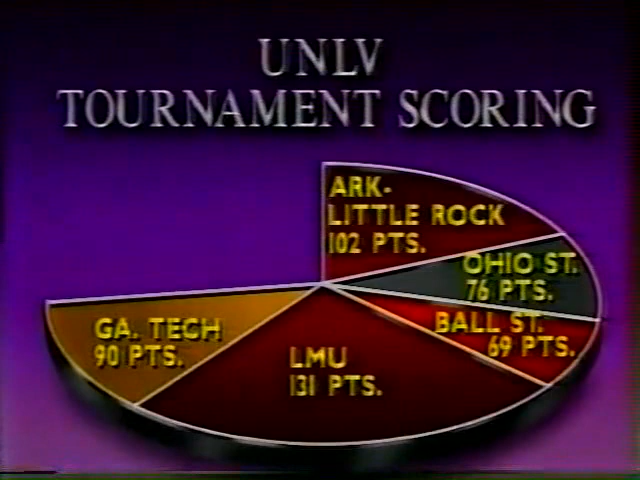 UNLV
TOURNAMENT SCORING
ARK-
LITTLE ROCK
102 PTS.
OHIO ST.
76 PTS.
BALL ST.
69 PTS.
GA. TECH
90 PTS.
LMU
131 PTS.